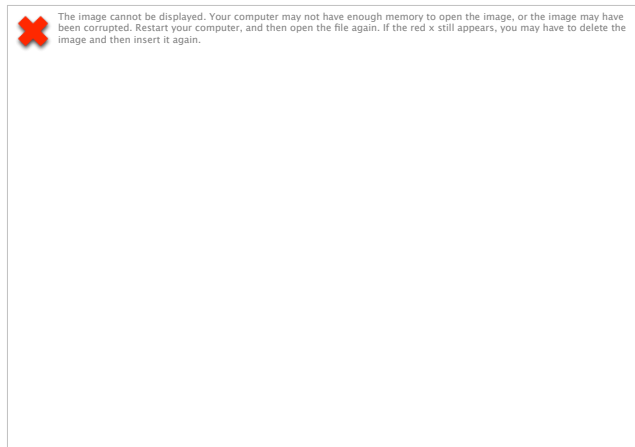 The image cannot be displayed. Your computer may not have enough memory to open the image, or the image may have
been corrupted. Restart your computer, and then open the file again. If the red x still appears, you may have to delete the
image and then insert it again.